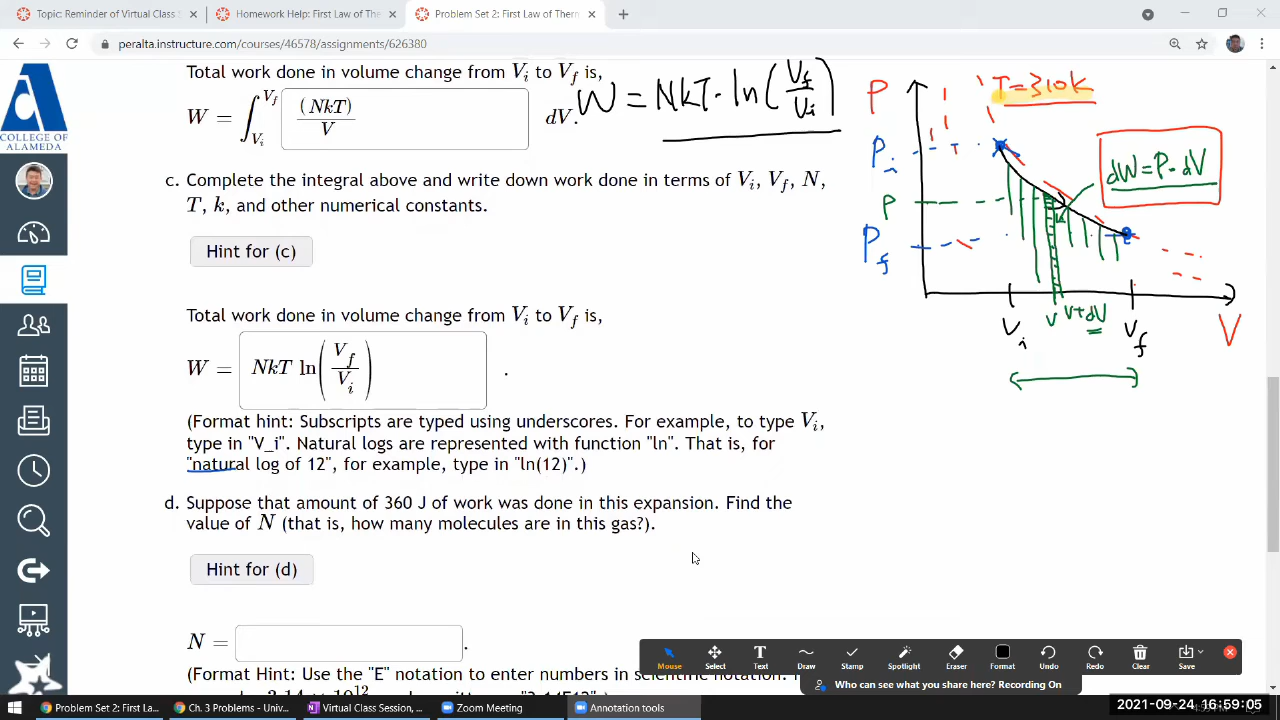 Topic: Reminder of Virtual Class
Homework Help: First Law of The
Problem Set 2: First Law of Ther
peralta.instructure.com/courses/46578/assignments/626380
COLLEGE OF
ALAMEDA
Total work done in volume change from V_i to V_f is,
W = ∫_{V_i}^{V_f} (NkT)/V dV.
W = NkT · ln(V_f/V_i)
c. Complete the integral above and write down work done in terms of V_i, V_f, N,
T, k, and other numerical constants.
Hint for (c)
Total work done in volume change from V_i to V_f is,
W = NkT ln(V_f/V_i) .
(Format hint: Subscripts are typed using underscores. For example, to type V_i,
type in "V_i". Natural logs are represented with function "ln". That is, for
"natural log of 12", for example, type in "ln(12)".)
d. Suppose that amount of 360 J of work was done in this expansion. Find the
value of N (that is, how many molecules are in this gas?).
Hint for (d)
N = .
(Format Hint: Use the "E" notation to enter numbers in scientific notation.
P
T=310K
P_i
P
P_f
dW=P·dV
V_i
V
V+dV
V_f
V
Mouse
Select
Text
Draw
Stamp
Spotlight
Eraser
Format
Undo
Redo
Clear
Save
Who can see what you share here? Recording On
Problem Set 2: First La...
Ch. 3 Problems - Univ...
Virtual Class Session, ...
Zoom Meeting
Annotation tools
2021-09-24 16:59:05